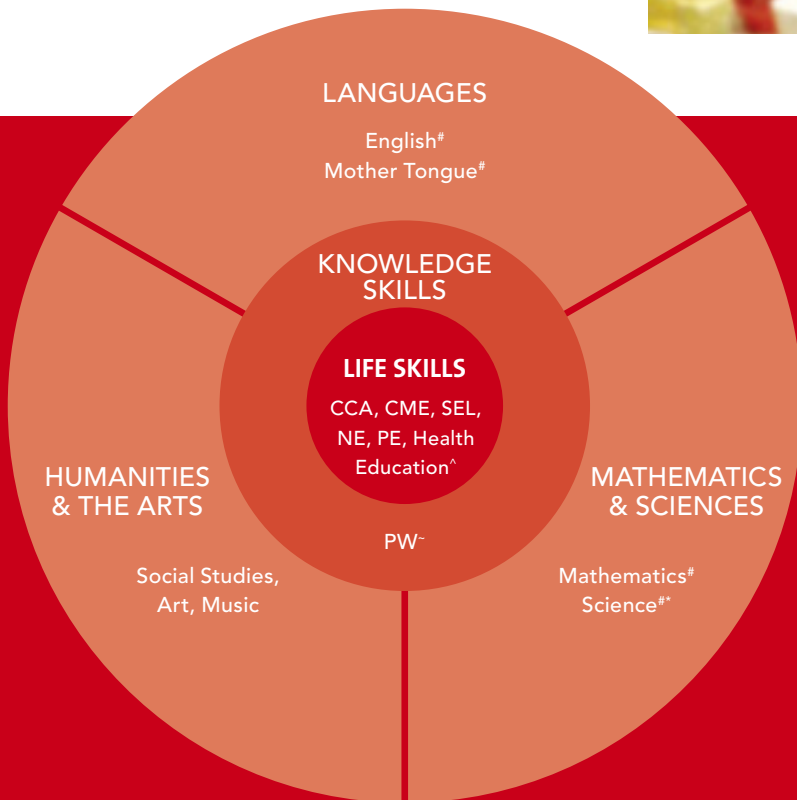 LANGUAGES
English#
Mother Tongue#
KNOWLEDGE
SKILLS
LIFE SKILLS
CCA, CME, SEL,
NE, PE, Health
Education^
PW~
HUMANITIES
& THE ARTS
Social Studies,
Art, Music
MATHEMATICS
& SCIENCES
Mathematics#
Science#*